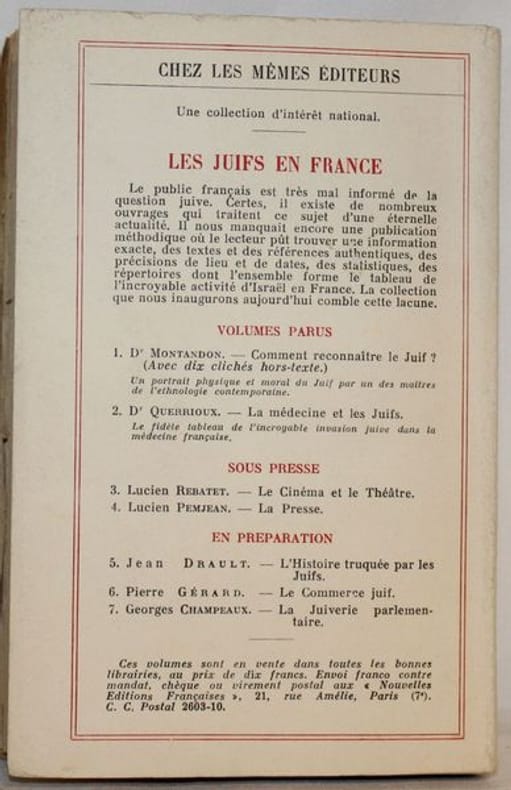 CHEZ LES MÊMES ÉDITEURS
Une collection d'intérêt national.
LES JUIFS EN FRANCE
Le public français est très mal informé de la
question juive. Certes, il existe de nombreux
ouvrages qui traitent ce sujet d'une éternelle
actualité. Il nous manquait encore une publication
méthodique où le lecteur pût trouver une information
exacte, des textes et des références authentiques, des
précisions de lieu et de dates, des statistiques, des
répertoires dont l'ensemble forme le tableau de
l'incroyable activité d'Israël en France. La collection
que nous inaugurons aujourd'hui comble cette lacune.
VOLUMES PARUS
1. Dr MONTANDON. — Comment reconnaître le Juif ?
(Avec dix clichés hors-texte.)
Un portrait physique et moral du Juif par un des maîtres
de l'ethnologie contemporaine.
2. Dr QUERRIOUX. — La médecine et les Juifs.
Le fidèle tableau de l'incroyable invasion juive dans la
médecine française.
SOUS PRESSE
3. Lucien REBATET. — Le Cinéma et le Théâtre.
4. Lucien PEMJEAN. — La Presse.
EN PREPARATION
5. Jean DRAULT. — L'Histoire truquée par les
Juifs.
6. Pierre GÉRARD. — Le Commerce juif.
7. Georges CHAMPEAUX. — La Juiverie parlemen-
taire.
Ces volumes sont en vente dans toutes les bonnes
librairies, au prix de dix francs. Envoi franco contre
mandat, chèque ou virement postal aux « Nouvelles
Editions Françaises », 21, rue Amélie, Paris (7e).
C. C. Postal 2603-10.